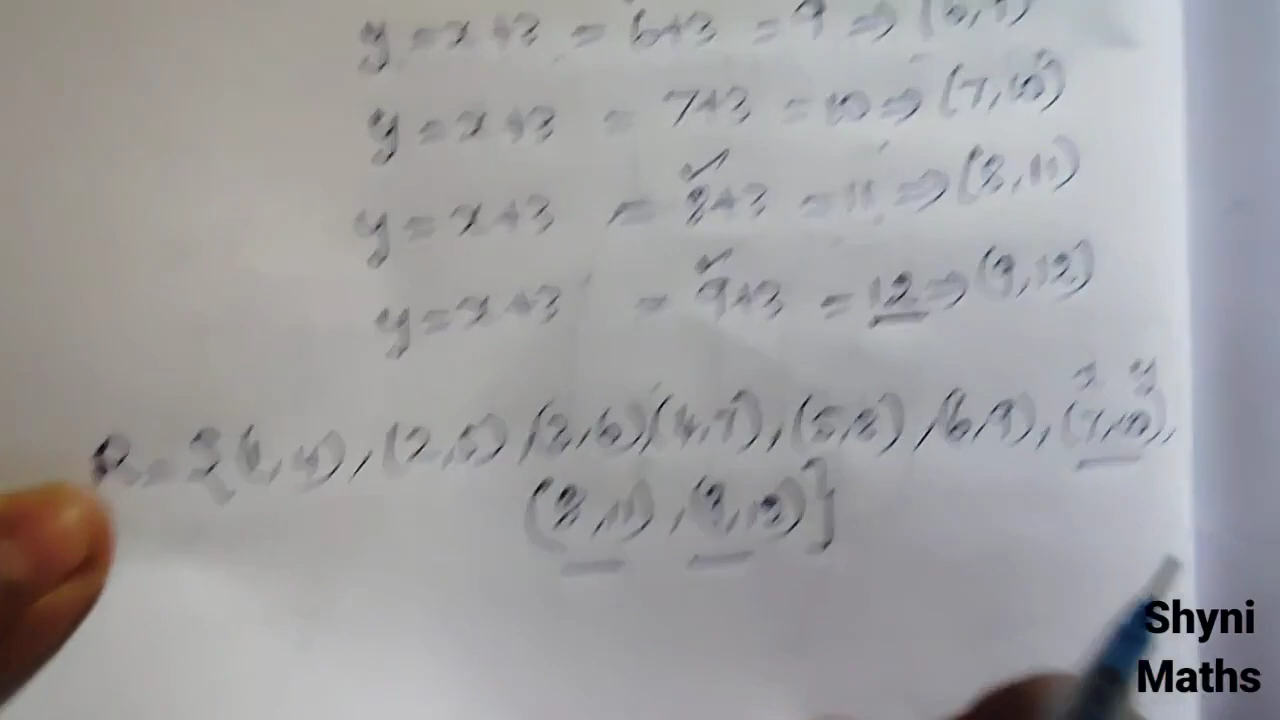 y = x+3 = 6+3 = 9 ⇒ (6,9)
y = x+3 = 7+3 = 10 ⇒ (7,10)
✓
y = x+3 = 8+3 = 11 ⇒ (8,11)
✓
y = x+3 = 9+3 = 12 ⇒ (9,12)
x y
R = {(1,4), (2,5), (3,6) (4,7), (5,8), (6,9), (7,10),
(8,11), (9,12)}
Shyni
Maths